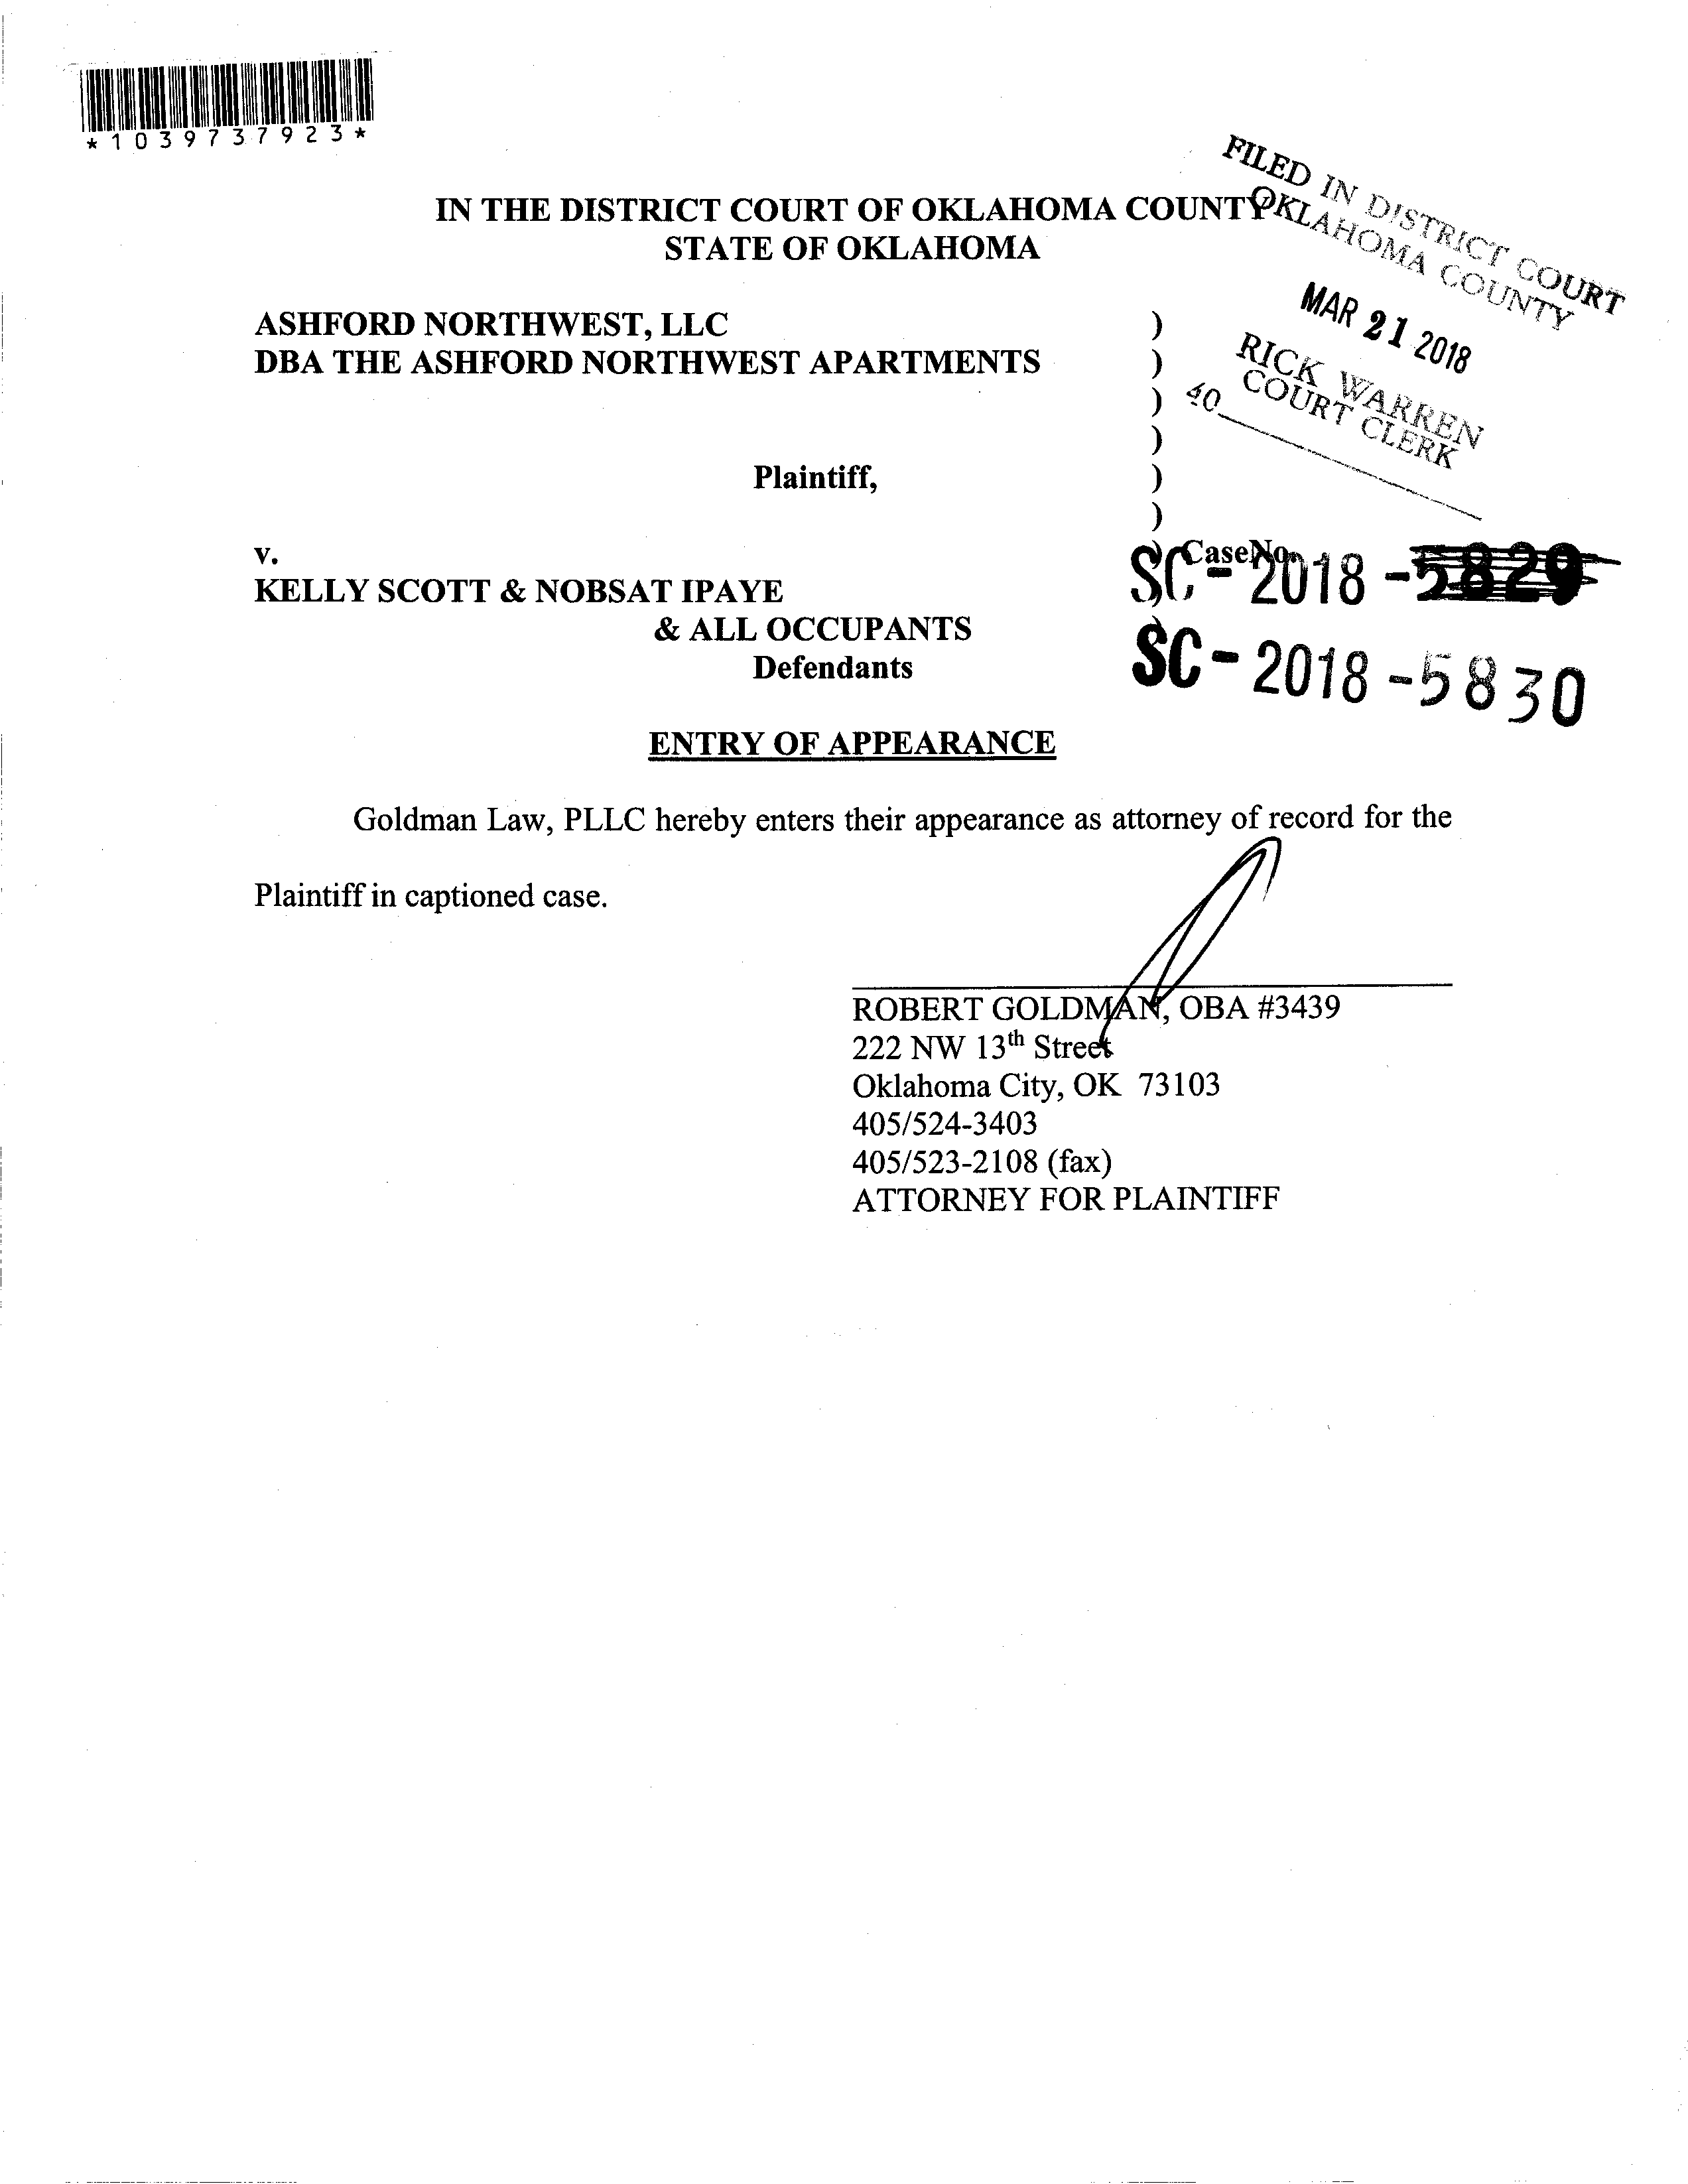 *1039737923*
FILED IN DISTRICT COURT
OKLAHOMA COUNTY
MAR 21 2018
RICK WARREN
COURT CLERK
40
IN THE DISTRICT COURT OF OKLAHOMA COUNTY
STATE OF OKLAHOMA
ASHFORD NORTHWEST, LLC )
DBA THE ASHFORD NORTHWEST APARTMENTS )
)
)
Plaintiff, )
)
v. ) Case No.
SC-2018-5829
KELLY SCOTT & NOBSAT IPAYE )
& ALL OCCUPANTS )
SC-2018-5830
Defendants
ENTRY OF APPEARANCE
Goldman Law, PLLC hereby enters their appearance as attorney of record for the
Plaintiff in captioned case.
ROBERT GOLDMAN, OBA #3439
222 NW 13th Street
Oklahoma City, OK 73103
405/524-3403
405/523-2108 (fax)
ATTORNEY FOR PLAINTIFF